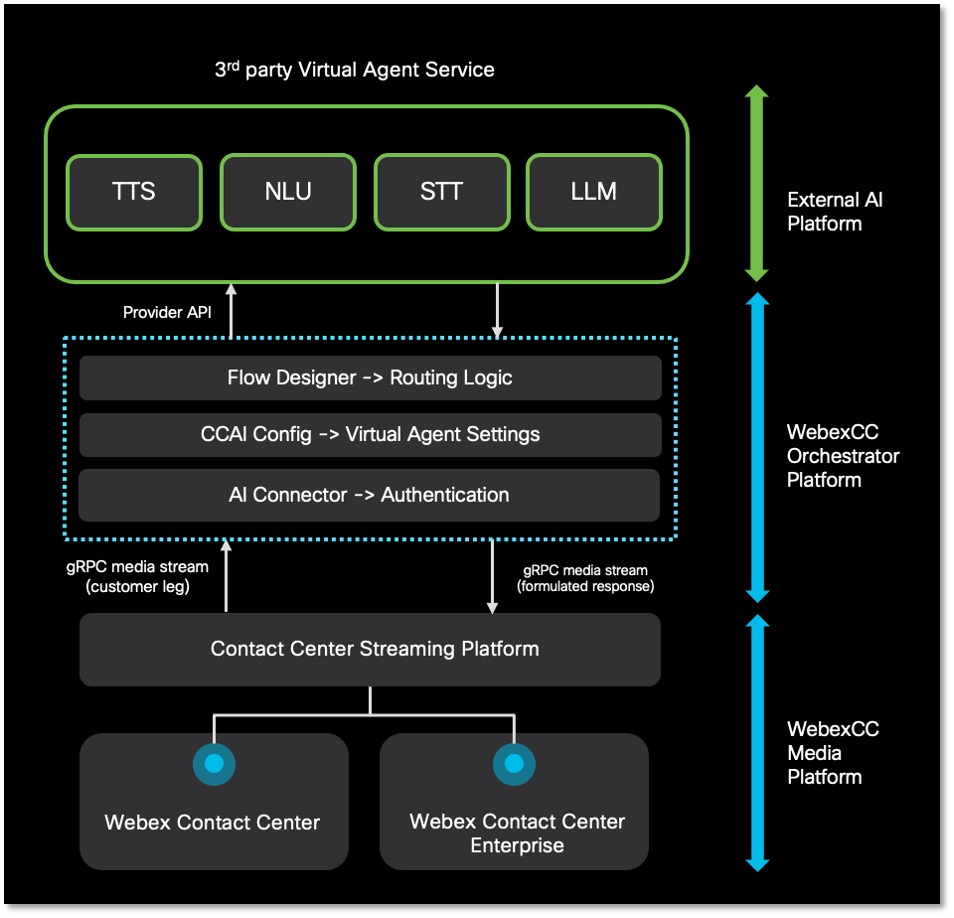 3rd party Virtual Agent Service
TTS
NLU
STT
LLM
External AI
Platform
Provider API
Flow Designer -> Routing Logic
CCAI Config -> Virtual Agent Settings
AI Connector -> Authentication
WebexCC
Orchestrator
Platform
gRPC media stream
(customer leg)
gRPC media stream
(formulated response)
Contact Center Streaming Platform
Webex Contact Center
Webex Contact Center
Enterprise
WebexCC
Media
Platform